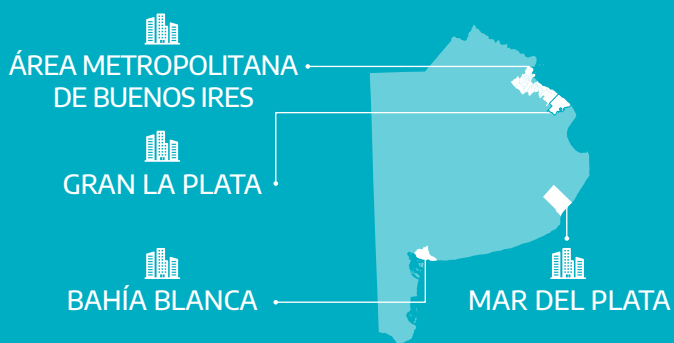 ÁREA METROPOLITANA
DE BUENOS IRES
GRAN LA PLATA
BAHÍA BLANCA
MAR DEL PLATA